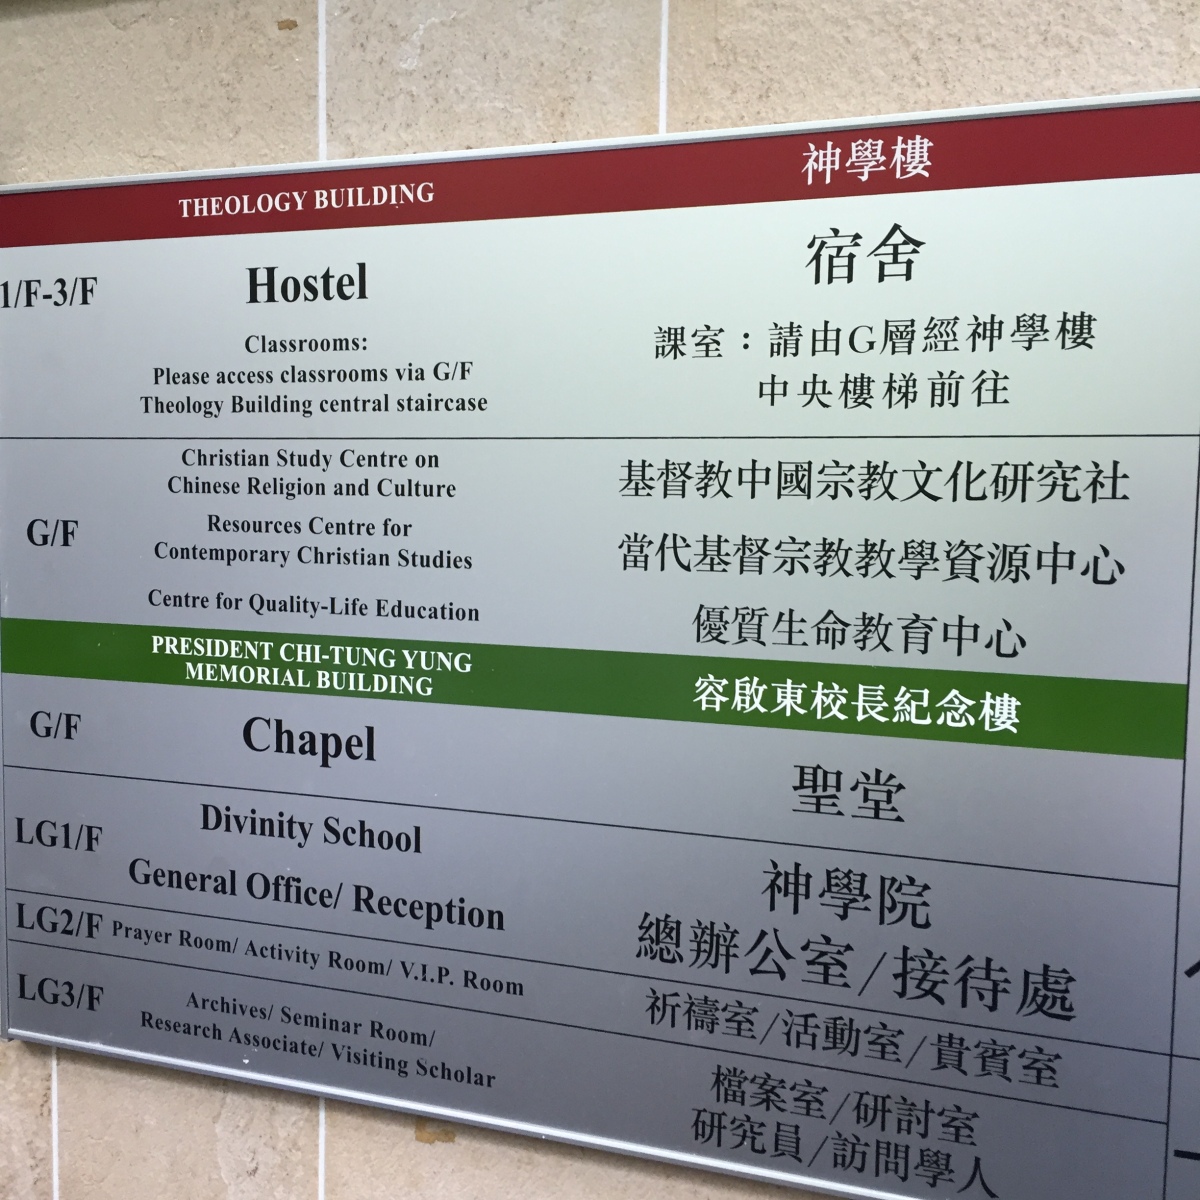 THEOLOGY BUILDING 神學樓
1/F-3/F Hostel 宿舍
Classrooms:
Please access classrooms via G/F
Theology Building central staircase
課室：請由G層經神學樓
中央樓梯前往
G/F
Christian Study Centre on
Chinese Religion and Culture
基督教中國宗教文化研究社
Resources Centre for
Contemporary Christian Studies
當代基督宗教教學資源中心
Centre for Quality-Life Education
優質生命教育中心
PRESIDENT CHI-TUNG YUNG
MEMORIAL BUILDING
容啟東校長紀念樓
G/F Chapel 聖堂
LG1/F
Divinity School
General Office/ Reception
神學院
總辦公室/接待處
LG2/F Prayer Room/ Activity Room/ V.I.P. Room
祈禱室/活動室/貴賓室
LG3/F
Archives/ Seminar Room/
Research Associate/ Visiting Scholar
檔案室/研討室
研究員/訪問學人